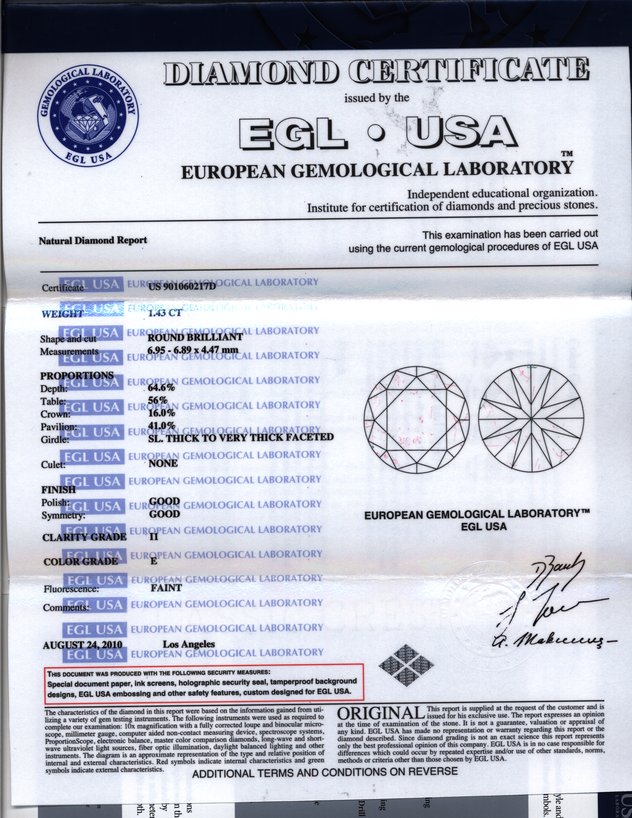 GEMOLOGICAL LABORATORY
EGL USA
DIAMOND CERTIFICATE
issued by the
EGL • USA
EUROPEAN GEMOLOGICAL LABORATORY™
Independent educational organization.
Institute for certification of diamonds and precious stones.
Natural Diamond Report
This examination has been carried out
using the current gemological procedures of EGL USA
Certificate US 901060217D
WEIGHT 1.43 CT
Shape and cut ROUND BRILLIANT
Measurements 6.95 - 6.89 x 4.47 mm
PROPORTIONS
Depth: 64.6%
Table: 56%
Crown: 16.0%
Pavilion: 41.0%
Girdle: SL. THICK TO VERY THICK FACETED
Culet: NONE
FINISH
Polish: GOOD
Symmetry: GOOD
CLARITY GRADE I1
COLOR GRADE E
Fluorescence: FAINT
Comments:
AUGUST 24, 2010 Los Angeles
EGL USA EUROPEAN GEMOLOGICAL LABORATORY
EUROPEAN GEMOLOGICAL LABORATORY™
EGL USA
THIS DOCUMENT WAS PRODUCED WITH THE FOLLOWING SECURITY MEASURES:
Special document paper, ink screens, holographic security seal, tamperproof background
designs, EGL USA embossing and other safety features, custom designed for EGL USA.
The characteristics of the diamond in this report were based on the information gained from uti-
lizing a variety of gem testing instruments. The following instruments were used as required to
complete our examination: 10x magnification with a fully corrected loupe and binocular micro-
scope, millimeter gauge, computer aided non-contact measuring device, spectroscope systems,
ProportionScope, electronic balance, master color comparison diamonds, long-wave and short-
wave ultraviolet light sources, fiber optic illumination, daylight balanced lighting and other
instruments. The diagram is an approximate representation of the type and relative position of
internal and external characteristics. Red symbols indicate internal characteristics and green
symbols indicate external characteristics.
ORIGINAL This report is supplied at the request of the customer and is
issued for his exclusive use. The report expresses an opinion
at the time of examination of the stone. It is not a guarantee, valuation or appraisal of
any kind. EGL USA has made no representation or warranty regarding this report or the
diamond described. Since diamond grading is not an exact science this report represents
only the best professional opinion of this company. EGL USA is in no case responsible for
differences which could occur by repeated expertise and/or use of other standards, norms,
methods or criteria other than those chosen by EGL USA.
ADDITIONAL TERMS AND CONDITIONS ON REVERSE